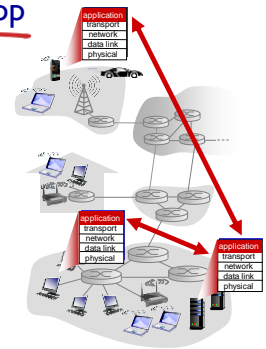 pp
application
transport
network
data link
physical
application
transport
network
data link
physical
application
transport
network
data link
physical